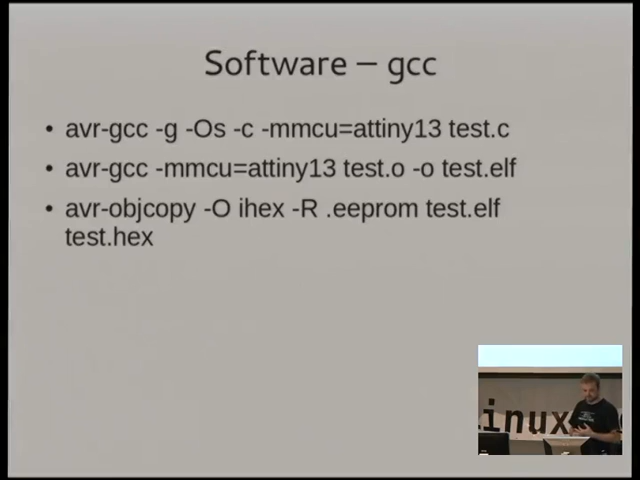 Software – gcc
• avr-gcc -g -Os -c -mmcu=attiny13 test.c
• avr-gcc -mmcu=attiny13 test.o -o test.elf
• avr-objcopy -O ihex -R .eeprom test.elf
test.hex
inux